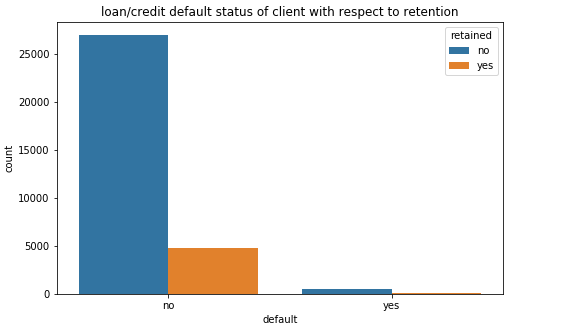 loan/credit default status of client with respect to retention
retained
no
yes
25000
20000
15000
10000
5000
0
count
no
yes
default